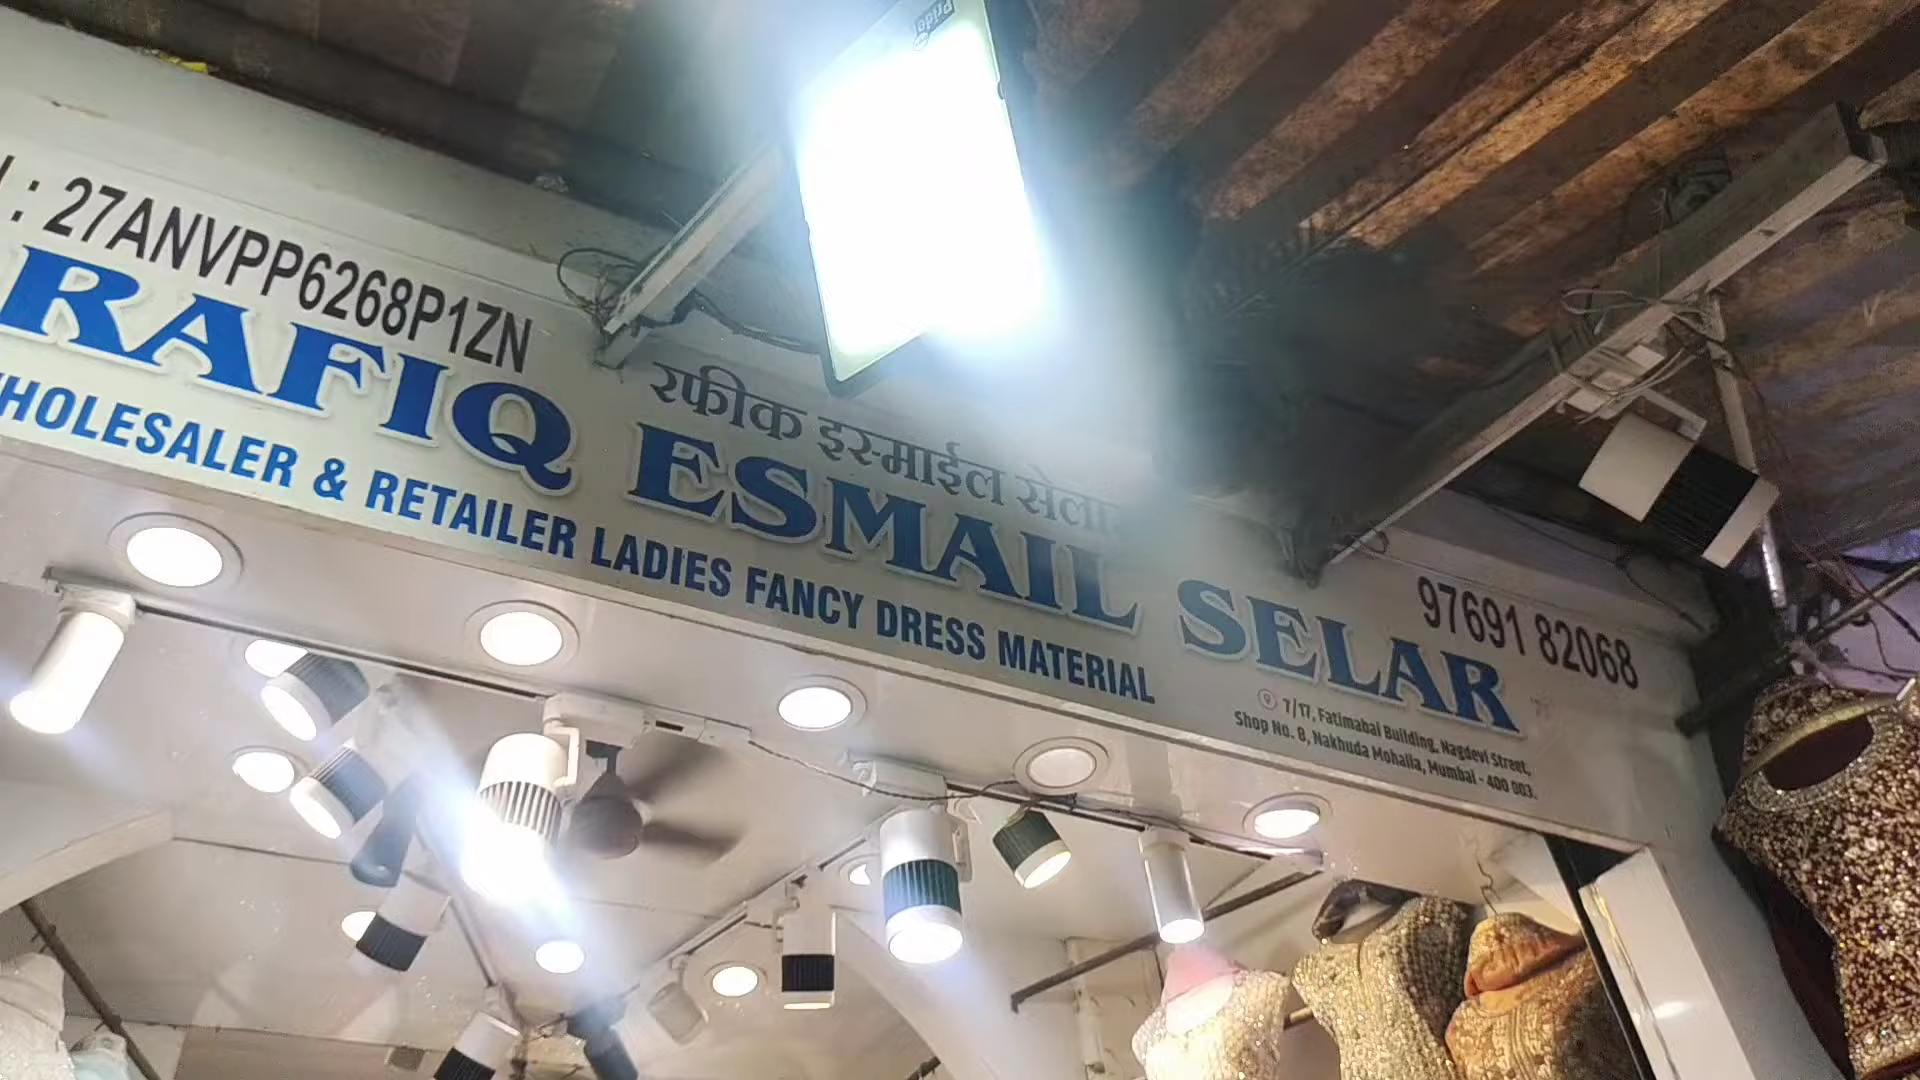 : 27ANVPP6268P1ZN
रफीक इस्माईल
97691 82068
RAFIQ ESMAIL SELAR
WHOLESALER & RETAILER LADIES FANCY DRESS MATERIAL
7/17, Fatimabai Building, Nagdevi Street,
Shop No. 8, Nakhuda Mohalla, Mumbai - 400 003.